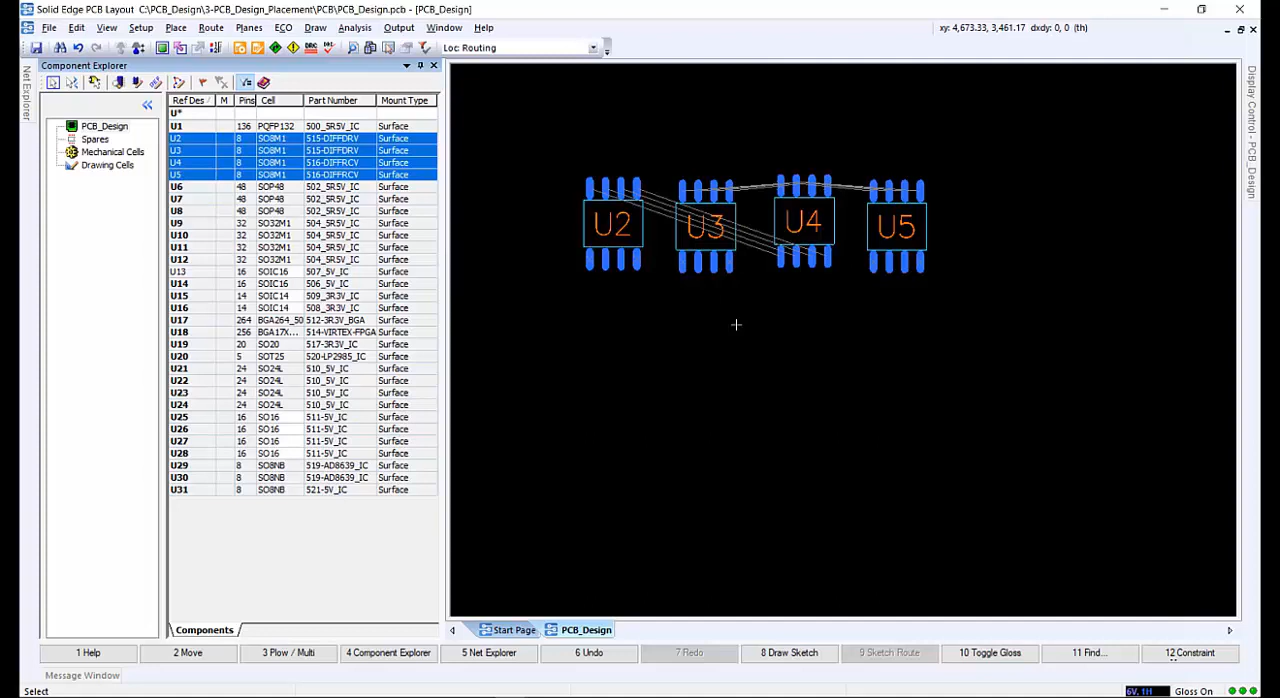 Solid Edge PCB Layout C:\PCB_Design\3-PCB_Design_Placement\PCB\PCB_Design.pcb - [PCB_Design]
File Edit View Setup Place Route Planes ECO Draw Analysis Output Window Help
xy: 4,673.33, 3,461.17 dxdy: 0, 0 (th)
Loc: Routing
Component Explorer
Net Explorer
Display Control - PCB_Design
PCB_Design
Spares
Mechanical Cells
Drawing Cells
Ref Des M Pins Cell Part Number Mount Type
U*
U1 136 PQFP132 500_5R5V_IC Surface
U2 8 SO8M1 515-DIFFDRV Surface
U3 8 SO8M1 515-DIFFDRV Surface
U4 8 SO8M1 516-DIFFRCV Surface
U5 8 SO8M1 516-DIFFRCV Surface
U6 48 SOP48 502_5R5V_IC Surface
U7 48 SOP48 502_5R5V_IC Surface
U8 48 SOP48 502_5R5V_IC Surface
U9 32 SO32M1 504_5R5V_IC Surface
U10 32 SO32M1 504_5R5V_IC Surface
U11 32 SO32M1 504_5R5V_IC Surface
U12 32 SO32M1 504_5R5V_IC Surface
U13 16 SOIC16 507_5V_IC Surface
U14 16 SOIC16 506_5V_IC Surface
U15 14 SOIC14 509_3R3V_IC Surface
U16 14 SOIC14 508_3R3V_IC Surface
U17 264 BGA264_50 512-3R3V_BGA Surface
U18 256 BGA17X... 514-VIRTEX-FPGA Surface
U19 20 SO20 517-3R3V_IC Surface
U20 5 SOT25 520-LP2985_IC Surface
U21 24 SO24L 510_5V_IC Surface
U22 24 SO24L 510_5V_IC Surface
U23 24 SO24L 510_5V_IC Surface
U24 24 SO24L 510_5V_IC Surface
U25 16 SO16 511-5V_IC Surface
U26 16 SO16 511-5V_IC Surface
U27 16 SO16 511-5V_IC Surface
U28 16 SO16 511-5V_IC Surface
U29 8 SO8NB 519-AD8639_IC Surface
U30 8 SO8NB 519-AD8639_IC Surface
U31 8 SO8NB 521-5V_IC Surface
U2 U3 U4 U5
Components
Start Page PCB_Design
1 Help 2 Move 3 Plow / Multi 4 Component Explorer 5 Net Explorer 6 Undo 7 Redo 8 Draw Sketch 9 Sketch Route 10 Toggle Gloss 11 Find... 12 Constraint
Message Window
Select
6V, 1H Gloss On